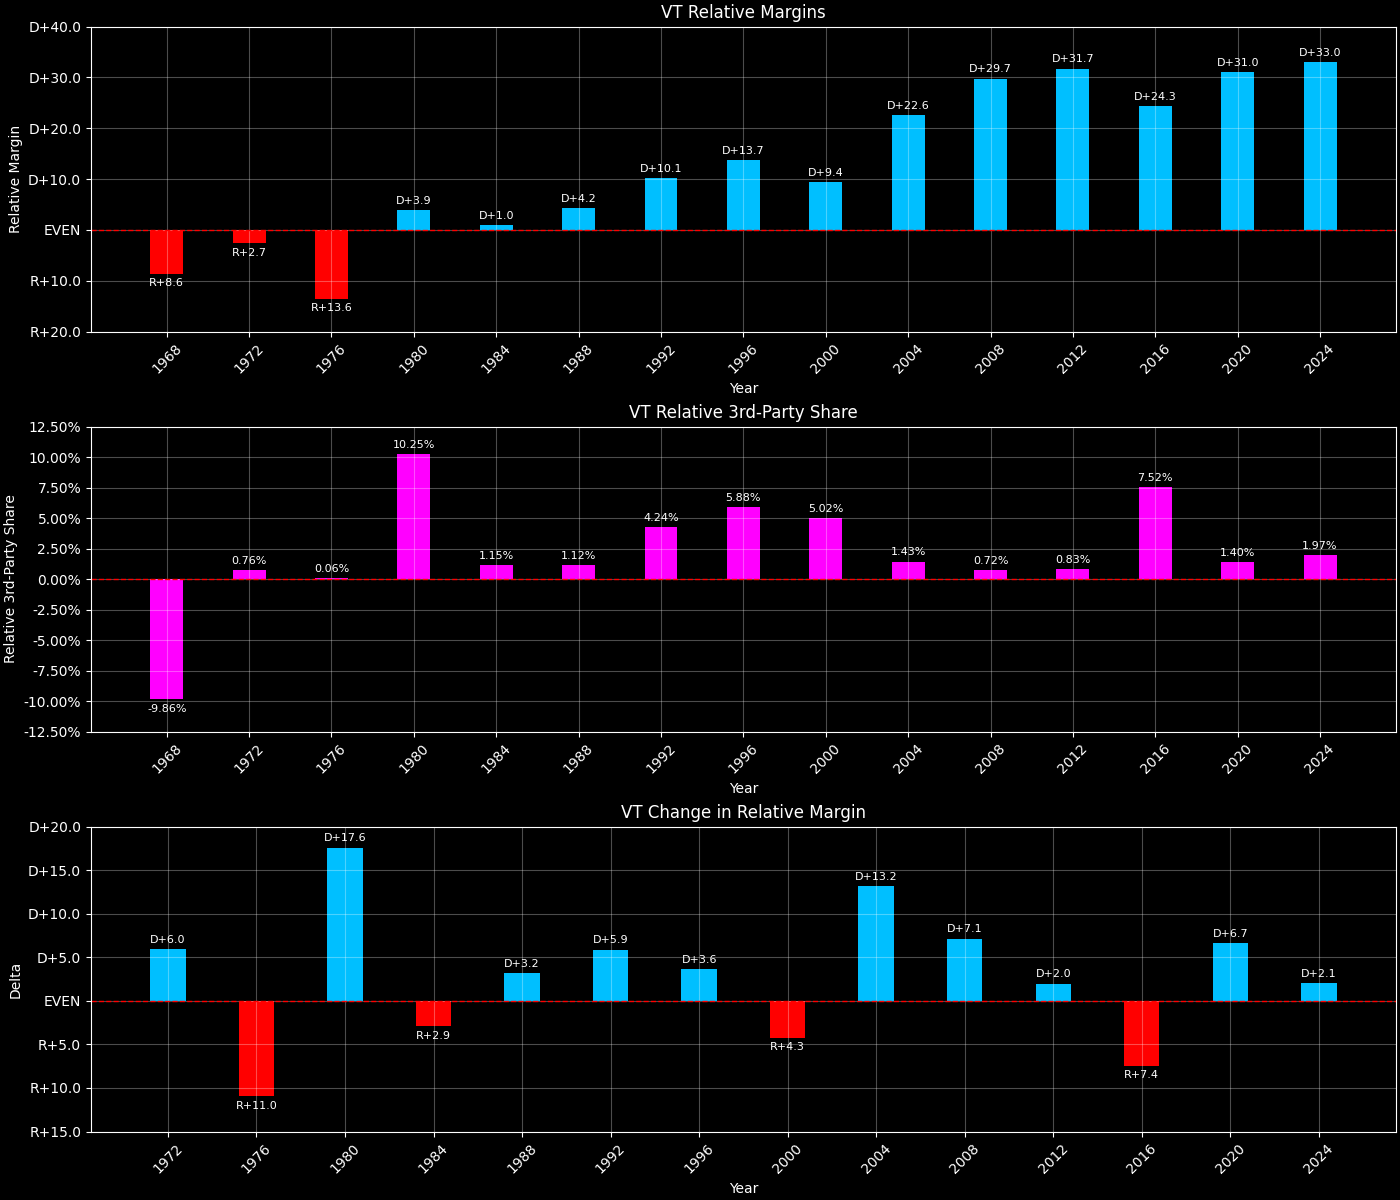 VT Relative Margins
Relative Margin
D+40.0
D+30.0
D+20.0
D+10.0
EVEN
R+10.0
R+20.0
R+8.6
R+2.7
R+13.6
D+3.9
D+1.0
D+4.2
D+10.1
D+13.7
D+9.4
D+22.6
D+29.7
D+31.7
D+24.3
D+31.0
D+33.0
1968
1972
1976
1980
1984
1988
1992
1996
2000
2004
2008
2012
2016
2020
2024
Year
VT Relative 3rd-Party Share
Relative 3rd-Party Share
12.50%
10.00%
7.50%
5.00%
2.50%
0.00%
-2.50%
-5.00%
-7.50%
-10.00%
-12.50%
-9.86%
0.76%
0.06%
10.25%
1.15%
1.12%
4.24%
5.88%
5.02%
1.43%
0.72%
0.83%
7.52%
1.40%
1.97%
1968
1972
1976
1980
1984
1988
1992
1996
2000
2004
2008
2012
2016
2020
2024
Year
VT Change in Relative Margin
Delta
D+20.0
D+15.0
D+10.0
D+5.0
EVEN
R+5.0
R+10.0
R+15.0
D+6.0
R+11.0
D+17.6
R+2.9
D+3.2
D+5.9
D+3.6
R+4.3
D+13.2
D+7.1
D+2.0
R+7.4
D+6.7
D+2.1
1972
1976
1980
1984
1988
1992
1996
2000
2004
2008
2012
2016
2020
2024
Year